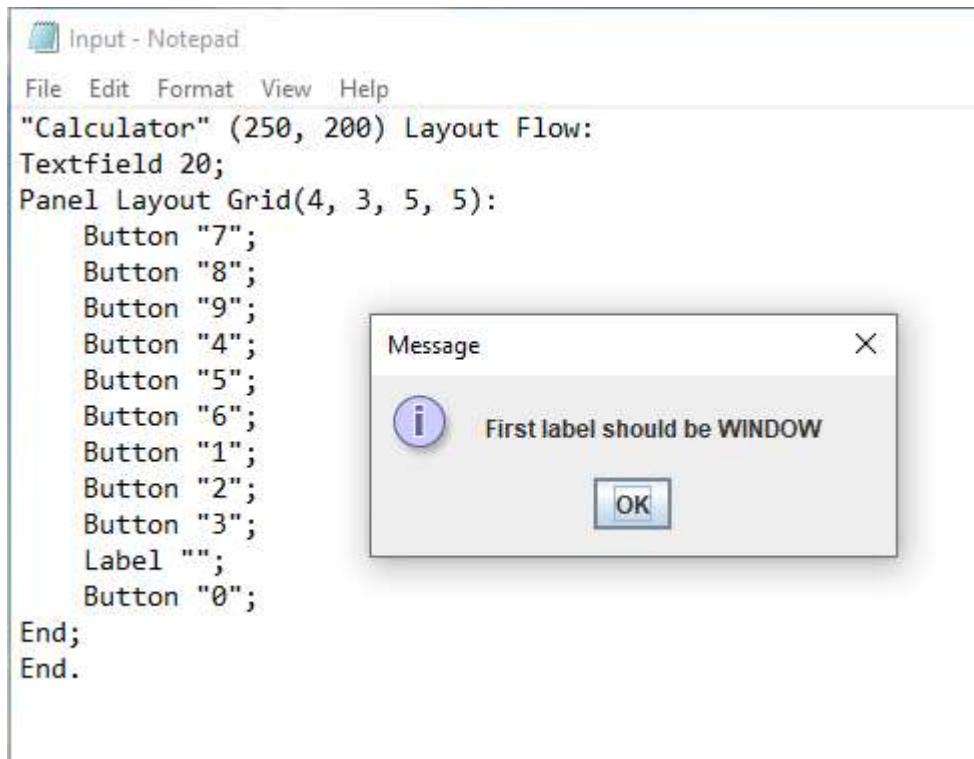 Input - Notepad
File Edit Format View Help
"Calculator" (250, 200) Layout Flow:
Textfield 20;
Panel Layout Grid(4, 3, 5, 5):
    Button "7";
    Button "8";
    Button "9";
    Button "4";
    Button "5";
    Button "6";
    Button "1";
    Button "2";
    Button "3";
    Label "";
    Button "0";
End;
End.
Message
First label should be WINDOW
OK